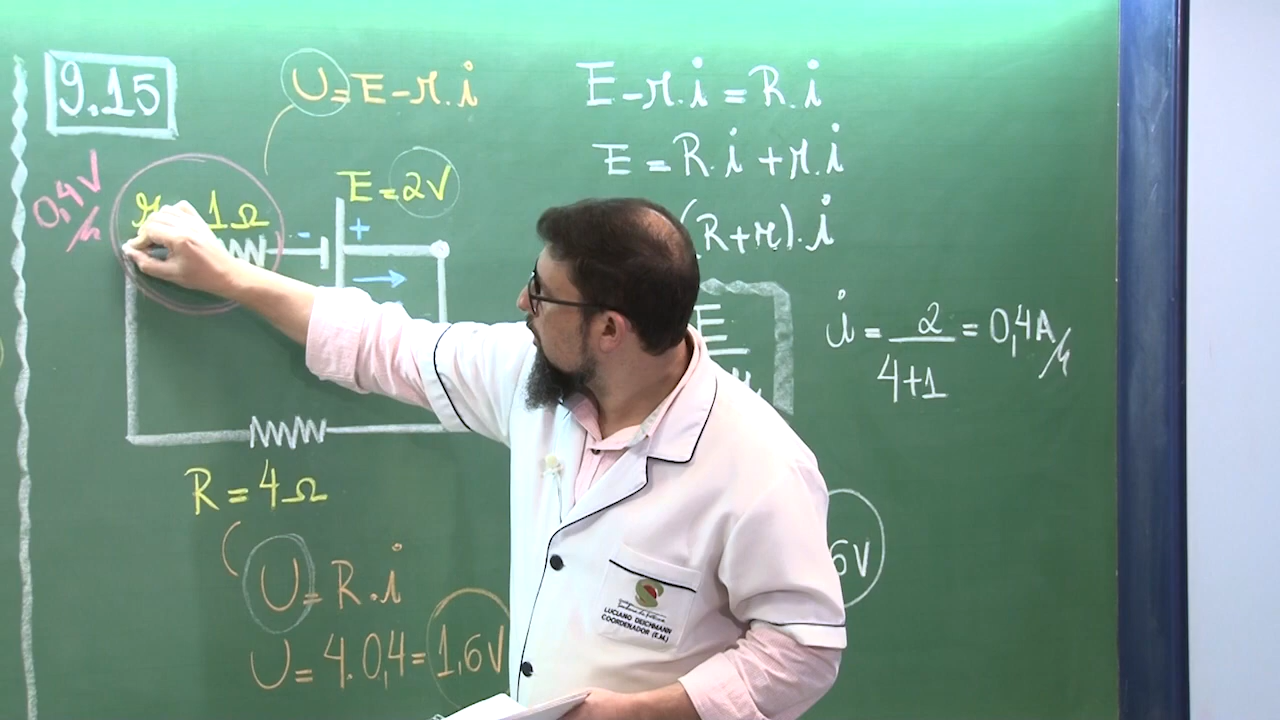 9.15
U = E - r.i
0,4V
r 1Ω
E = 2V
- +
R = 4Ω
U = R.i
U = 4.0,4 = 1,6V
E - r.i = R.i
E = R.i + r.i
(R+r).i
E
i = 2 / 4+1 = 0,4A
6V
LUCIANO DEICHMANN
COORDENADOR (E.M.)